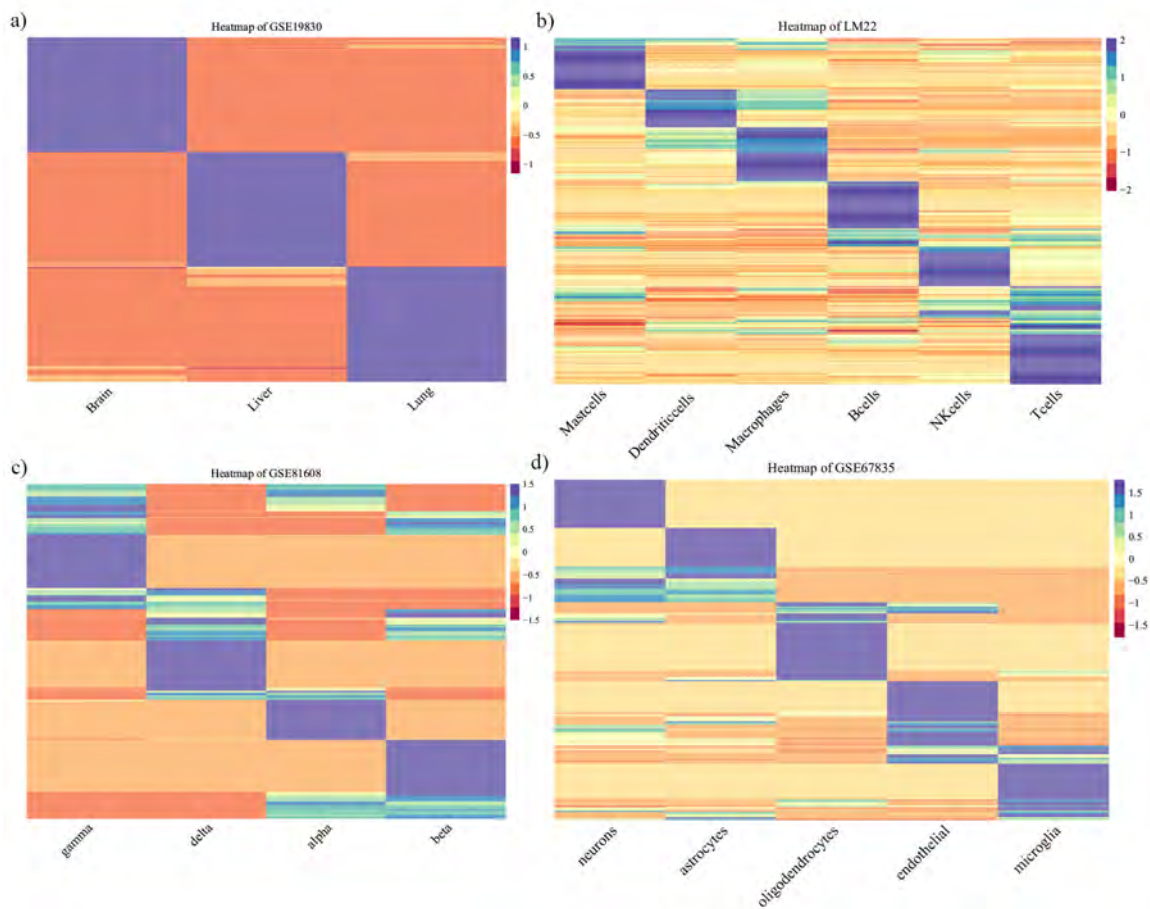 a)
Heatmap of GSE19830
1
0.5
0
−0.5
−1
Brain
Liver
Lung
b)
Heatmap of LM22
2
1
0
−1
−2
Mastcells
Dendriticcells
Macrophages
Bcells
NKcells
Tcells
c)
Heatmap of GSE81608
1.5
1
0.5
0
−0.5
−1
−1.5
gamma
delta
alpha
beta
d)
Heatmap of GSE67835
1.5
1
0.5
0
−0.5
−1
−1.5
neurons
astrocytes
oligodendrocytes
endothelial
microglia